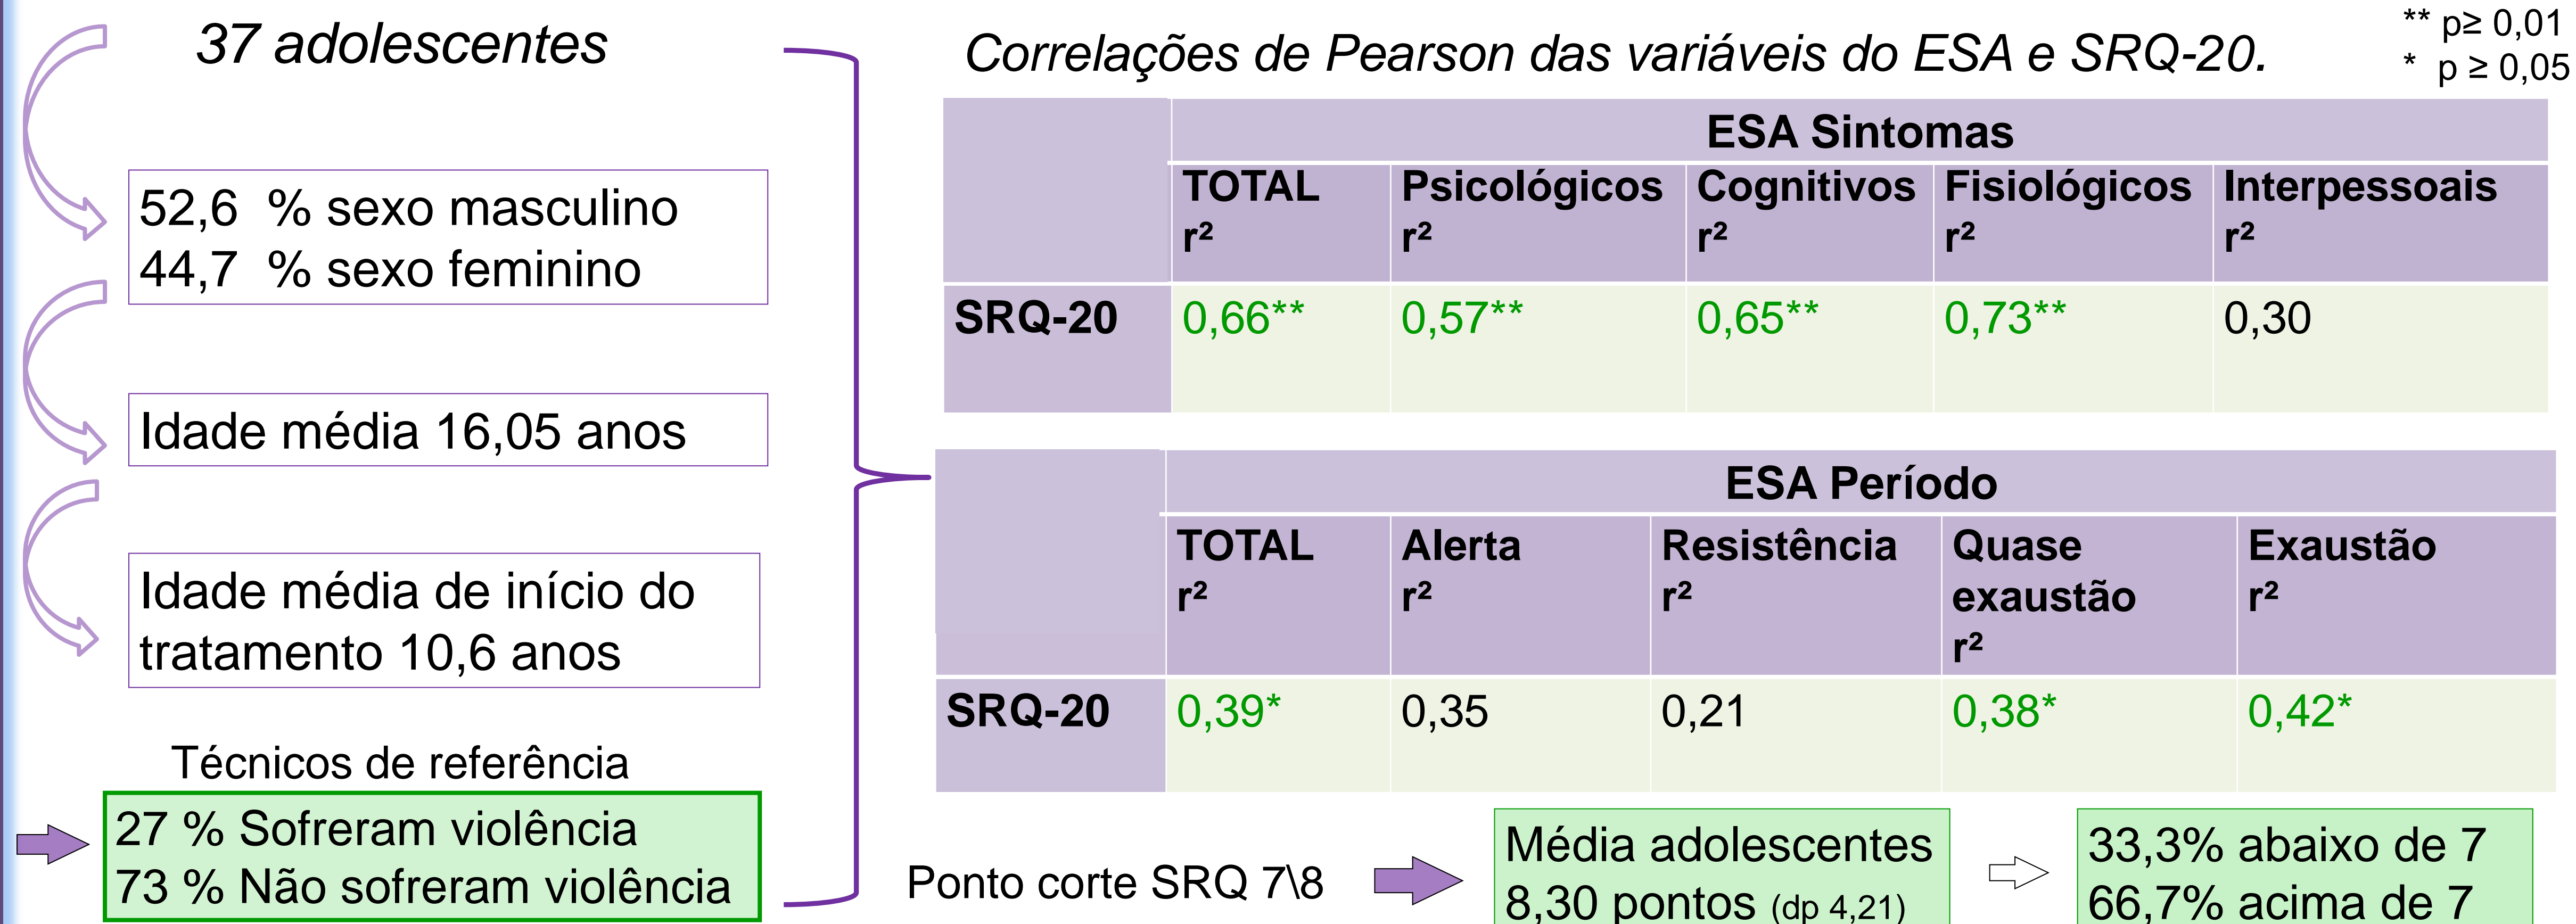 37 adolescentes
52,6 % sexo masculino
44,7 % sexo feminino
Idade média 16,05 anos
Idade média de início do
tratamento 10,6 anos
Técnicos de referência
27 % Sofreram violência
73 % Não sofreram violência
Correlações de Pearson das variáveis do ESA e SRQ-20.
** p≥ 0,01
* p ≥ 0,05
ESA Sintomas
TOTAL Psicológicos Cognitivos Fisiológicos Interpessoais
r² r² r² r² r²
SRQ-20 0,66** 0,57** 0,65** 0,73** 0,30
ESA Período
TOTAL Alerta Resistência Quase Exaustão
r² r² r² exaustão r²
r²
SRQ-20 0,39* 0,35 0,21 0,38* 0,42*
Ponto corte SRQ 7\8
Média adolescentes
8,30 pontos (dp 4,21)
33,3% abaixo de 7
66,7% acima de 7